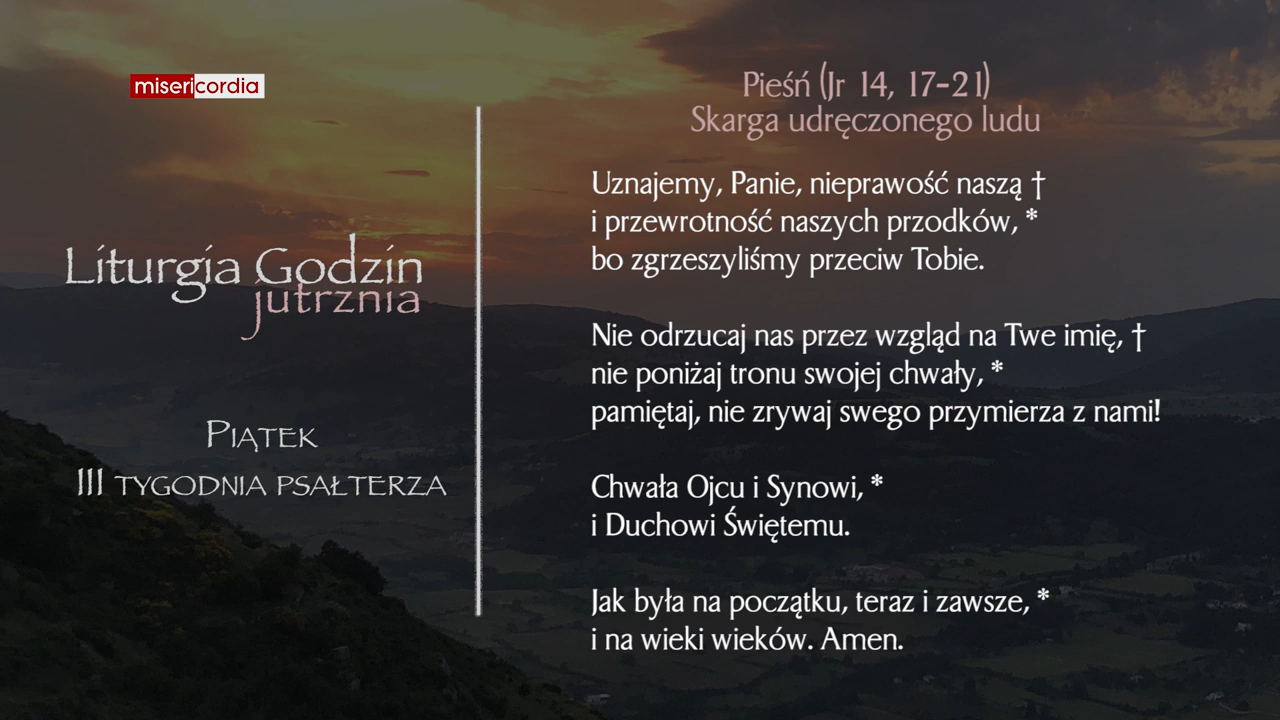 misericordia
Liturgia Godzin
jutrznia
Piątek
III tygodnia psałterza
Pieśń (Jr 14, 17-21)
Skarga udręczonego ludu
Uznajemy, Panie, nieprawość naszą †
i przewrotność naszych przodków, *
bo zgrzeszyliśmy przeciw Tobie.
Nie odrzucaj nas przez wzgląd na Twe imię, †
nie poniżaj tronu swojej chwały, *
pamiętaj, nie zrywaj swego przymierza z nami!
Chwała Ojcu i Synowi, *
i Duchowi Świętemu.
Jak była na początku, teraz i zawsze, *
i na wieki wieków. Amen.